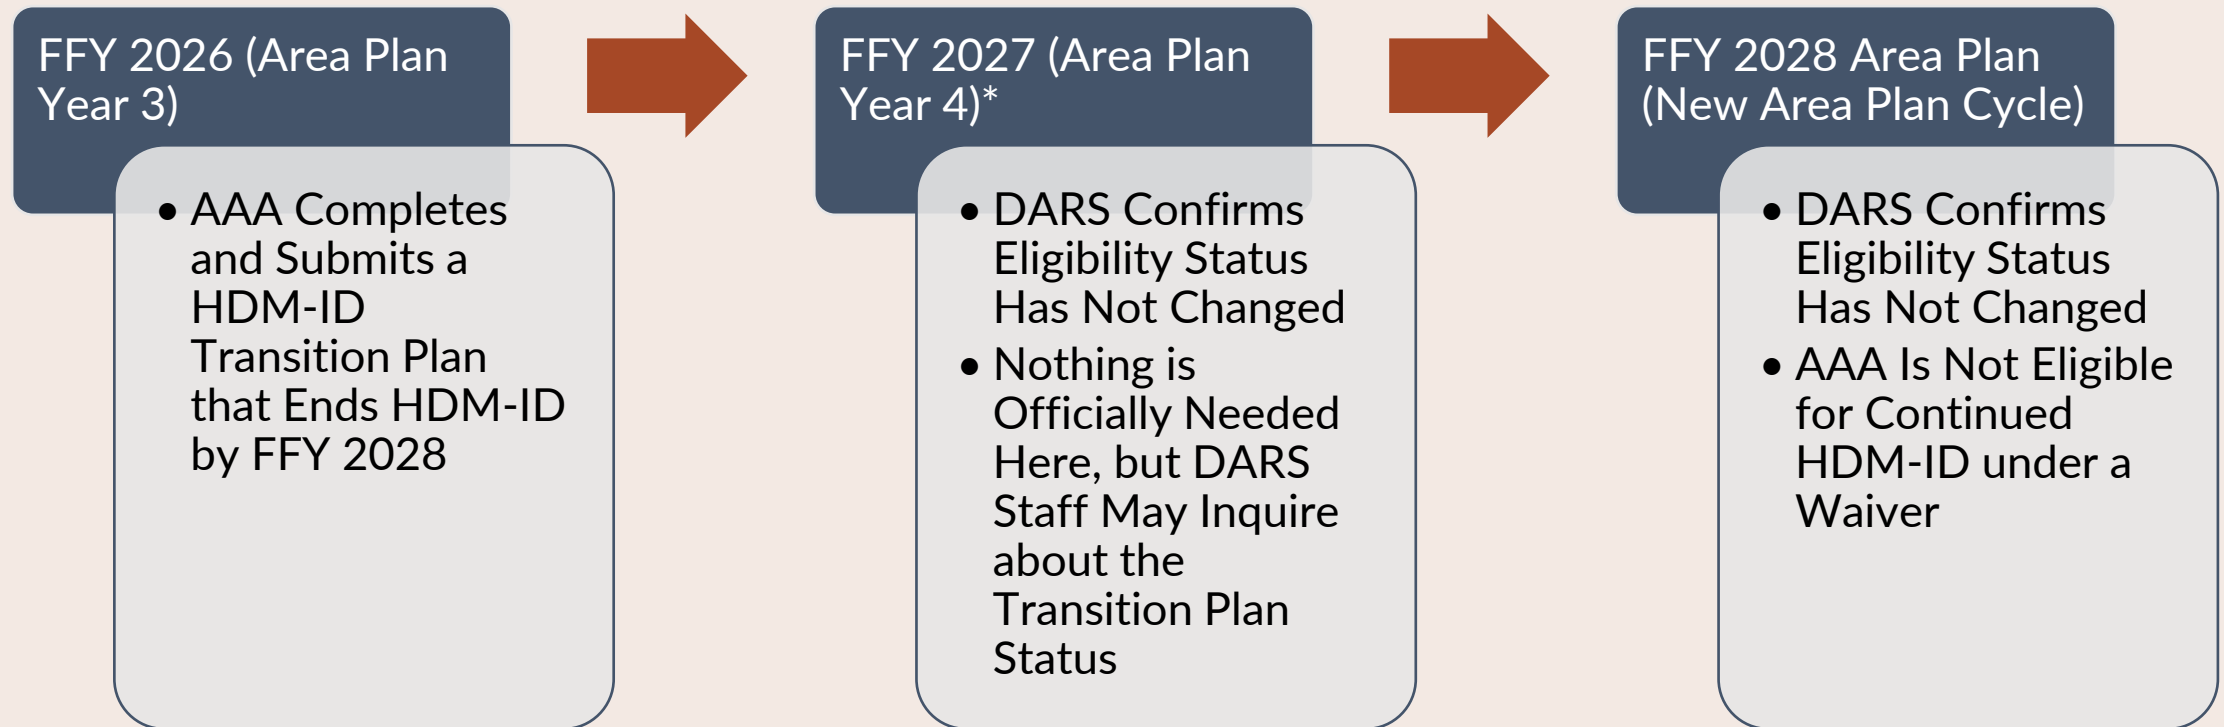 FFY 2026 (Area Plan
Year 3)
• AAA Completes
and Submits a
HDM-ID
Transition Plan
that Ends HDM-ID
by FFY 2028
FFY 2027 (Area Plan
Year 4)*
• DARS Confirms
Eligibility Status
Has Not Changed
• Nothing is
Officially Needed
Here, but DARS
Staff May Inquire
about the
Transition Plan
Status
FFY 2028 Area Plan
(New Area Plan Cycle)
• DARS Confirms
Eligibility Status
Has Not Changed
• AAA Is Not Eligible
for Continued
HDM-ID under a
Waiver